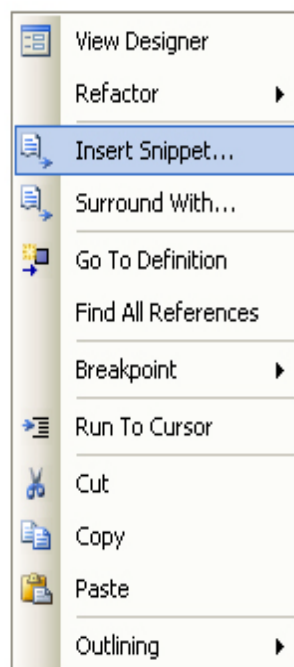 View Designer
Refactor
Insert Snippet...
Surround With...
Go To Definition
Find All References
Breakpoint
Run To Cursor
Cut
Copy
Paste
Outlining